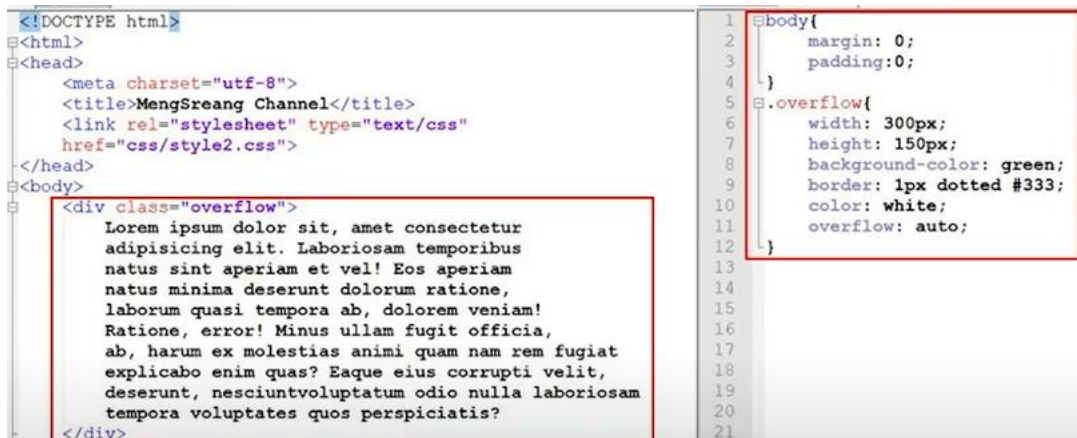 <!DOCTYPE html>
<html>
<head>
<meta charset="utf-8">
<title>MengSreang Channel</title>
<link rel="stylesheet" type="text/css"
href="css/style2.css">
</head>
<body>
<div class="overflow">
Lorem ipsum dolor sit, amet consectetur
adipisicing elit. Laboriosam temporibus
natus sint aperiam et vel! Eos aperiam
natus minima deserunt dolorum ratione,
laborum quasi tempora ab, dolorem veniam!
Ratione, error! Minus ullam fugit officia,
ab, harum ex molestias animi quam nam rem fugiat
explicabo enim quas? Eaque eius corrupti velit,
deserunt, nesciuntvoluptatum odio nulla laboriosam
tempora voluptates quos perspiciatis?
</div>
1 body{
2 margin: 0;
3 padding:0;
4 }
5 .overflow{
6 width: 300px;
7 height: 150px;
8 background-color: green;
9 border: 1px dotted #333;
10 color: white;
11 overflow: auto;
12 }
13
14
15
16
17
18
19
20
21